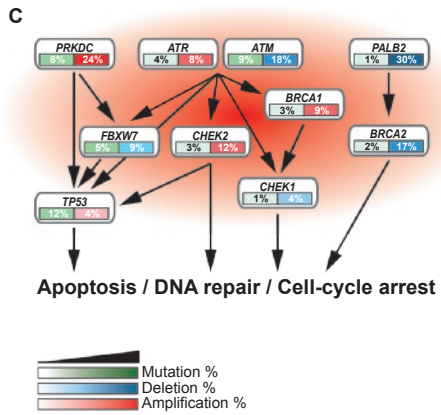 C
PRKDC
8% 24%
ATR
4% 8%
ATM
9% 18%
PALB2
1% 30%
BRCA1
3% 9%
FBXW7
5% 9%
CHEK2
3% 12%
BRCA2
2% 17%
TP53
12% 4%
CHEK1
1% 4%
Apoptosis / DNA repair / Cell-cycle arrest
Mutation %
Deletion %
Amplification %